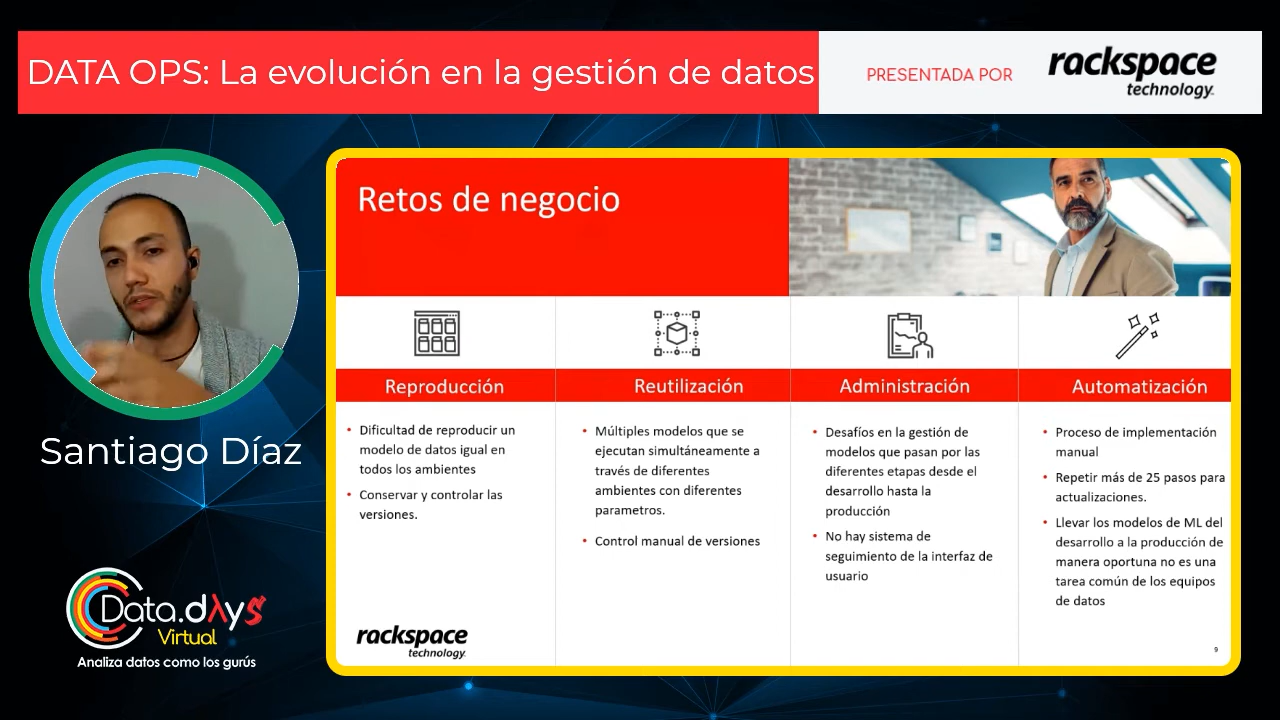 DATA OPS: La evolución en la gestión de datos
PRESENTADA POR
rackspace
technology.
Retos de negocio
Reproducción
Dificultad de reproducir un
modelo de datos igual en
todos los ambientes
Conservar y controlar las
versiones.
Reutilización
Múltiples modelos que se
ejecutan simultáneamente a
través de diferentes
ambientes con diferentes
parametros.
Control manual de versiones
Administración
Desafíos en la gestión de
modelos que pasan por las
diferentes etapas desde el
desarrollo hasta la
producción
No hay sistema de
seguimiento de la interfaz de
usuario
Automatización
Proceso de implementación
manual
Repetir más de 25 pasos para
actualizaciones.
Llevar los modelos de ML del
desarrollo a la producción de
manera oportuna no es una
tarea común de los equipos
de datos
rackspace
technology.
9
Santiago Díaz
Data.dAys
Virtual
Analiza datos como los gurús